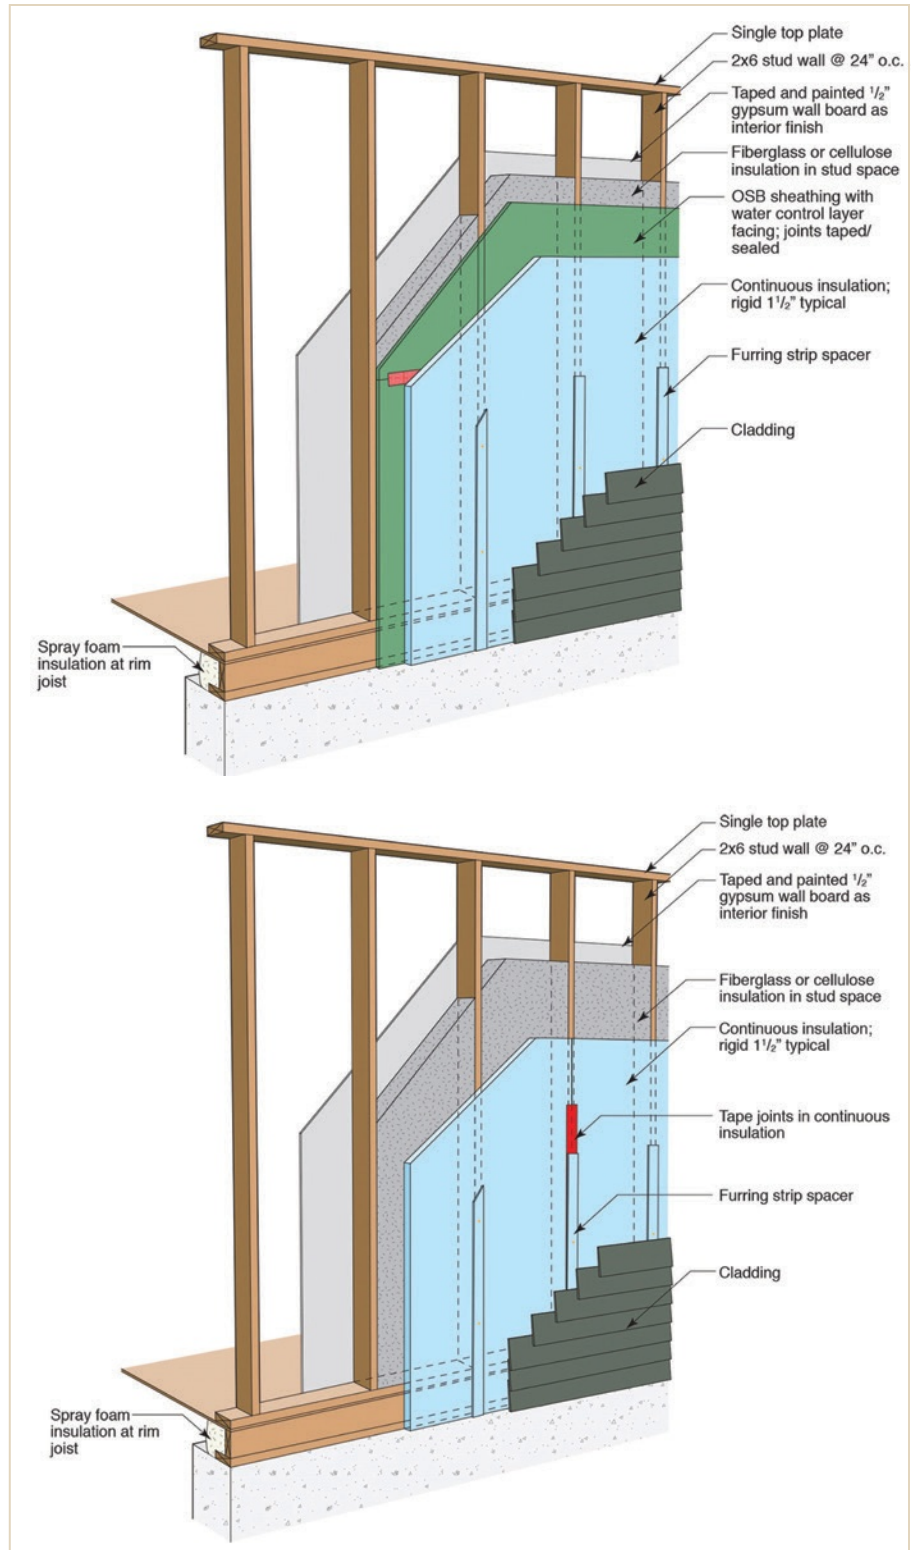 Single top plate
2x6 stud wall @ 24" o.c.
Taped and painted 1/2"
gypsum wall board as
interior finish
Fiberglass or cellulose
insulation in stud space
OSB sheathing with
water control layer
facing; joints taped/
sealed
Continuous insulation;
rigid 1 1/2" typical
Furring strip spacer
Cladding
Spray foam
insulation at rim
joist
Single top plate
2x6 stud wall @ 24" o.c.
Taped and painted 1/2"
gypsum wall board as
interior finish
Fiberglass or cellulose
insulation in stud space
Continuous insulation;
rigid 1 1/2" typical
Tape joints in continuous
insulation
Furring strip spacer
Cladding
Spray foam
insulation at rim
joist